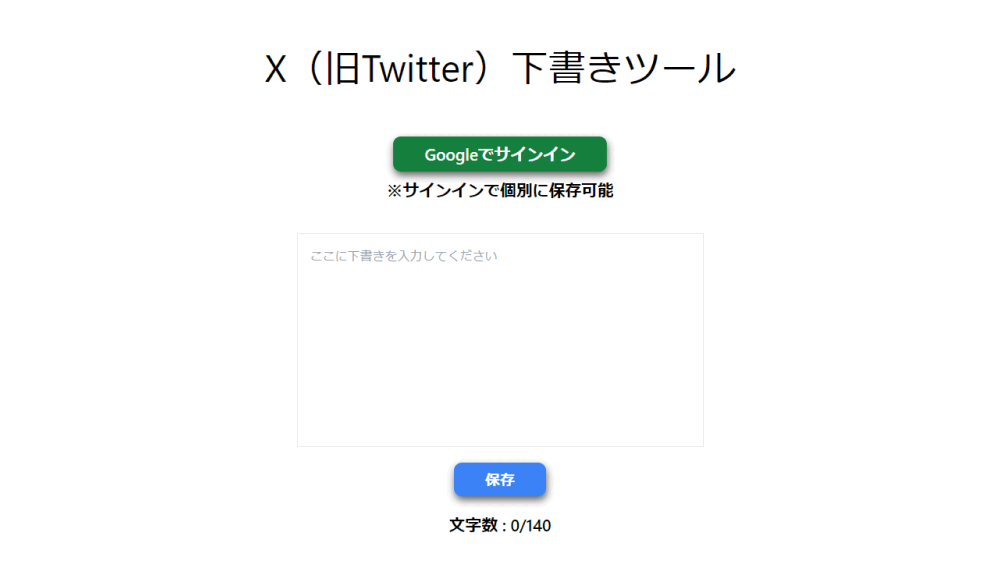 X（旧Twitter）下書きツール
Googleでサインイン
※サインインで個別に保存可能
ここに下書きを入力してください
保存
文字数 : 0/140